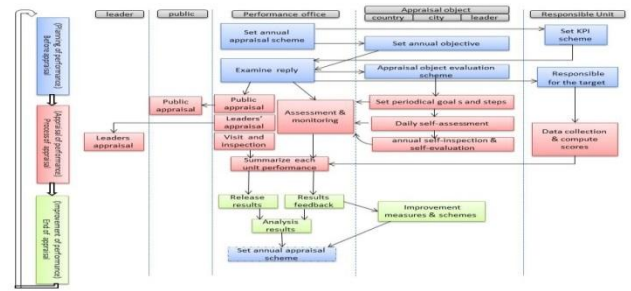 leader
public
Performance office
Appraisal object
country city leader
Responsible Unit
(Planning of performance)
Before appraisal
Set annual
appraisal scheme
Set KPI
scheme
Set annual objective
Examine reply
Appraisal object evaluation
scheme
Responsible
for the target
(Appraisal of performance)
Process of appraisal
Public
appraisal
Public
appraisal
Leaders'
appraisal
Visit and
Inspection
Assessment &
monitoring
Set periodical goals and steps
Daily self-assessment
annual self-inspection &
self-evaluation
Leaders
appraisal
Data collection
& compute
scores
Summarize each
unit performance
(Improvement of performance)
End of appraisal
Release
results
Results
feedback
Improvement
measures & schemes
Analysis
results
Set annual appraisal
scheme